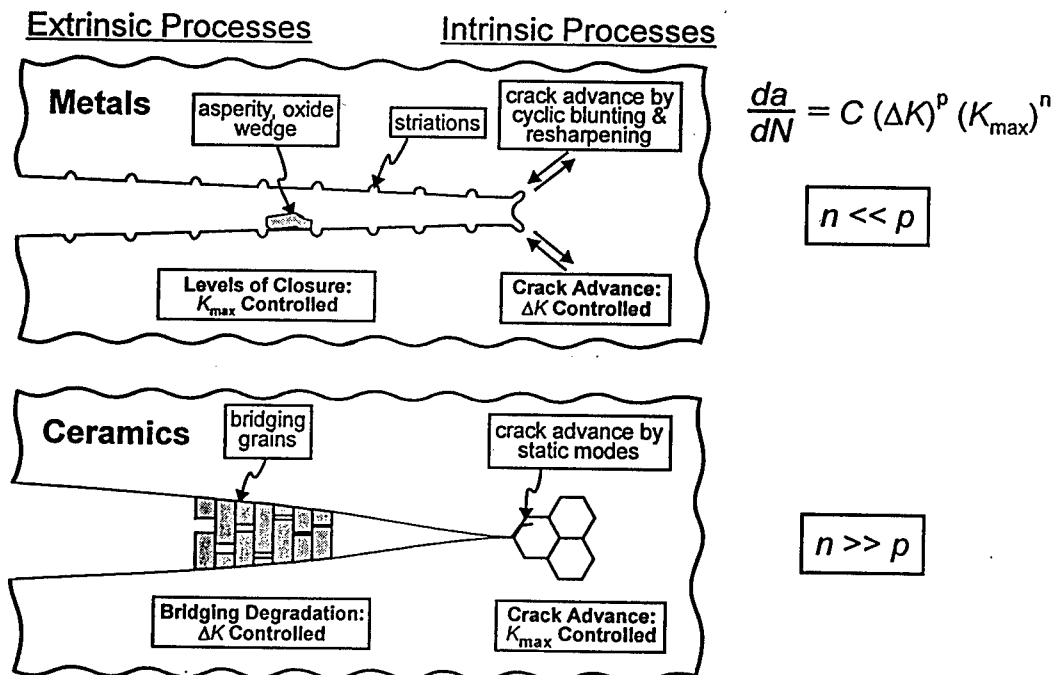 Extrinsic Processes
Intrinsic Processes
Metals
asperity, oxide
wedge
striations
crack advance by
cyclic blunting &
resharpening
da/dN = C (ΔK)^p (K_max)^n
n << p
Levels of Closure:
K_max Controlled
Crack Advance:
ΔK Controlled
Ceramics
bridging
grains
crack advance by
static modes
n >> p
Bridging Degradation:
ΔK Controlled
Crack Advance:
K_max Controlled